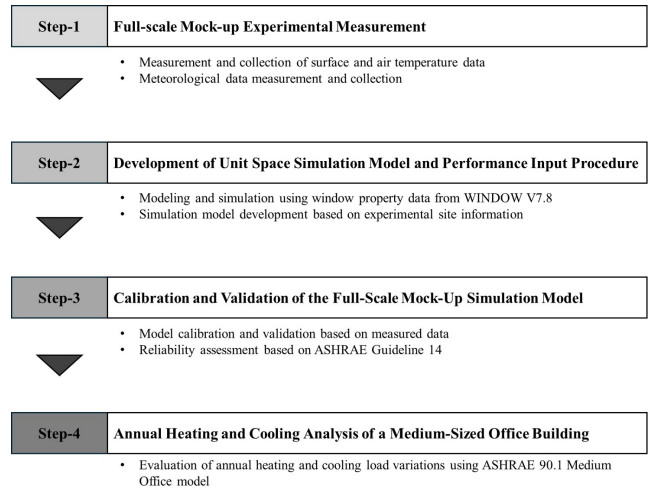 Step-1
Full-scale Mock-up Experimental Measurement
• Measurement and collection of surface and air temperature data
• Meteorological data measurement and collection
Step-2
Development of Unit Space Simulation Model and Performance Input Procedure
• Modeling and simulation using window property data from WINDOW V7.8
• Simulation model development based on experimental site information
Step-3
Calibration and Validation of the Full-Scale Mock-Up Simulation Model
• Model calibration and validation based on measured data
• Reliability assessment based on ASHRAE Guideline 14
Step-4
Annual Heating and Cooling Analysis of a Medium-Sized Office Building
• Evaluation of annual heating and cooling load variations using ASHRAE 90.1 Medium
Office model